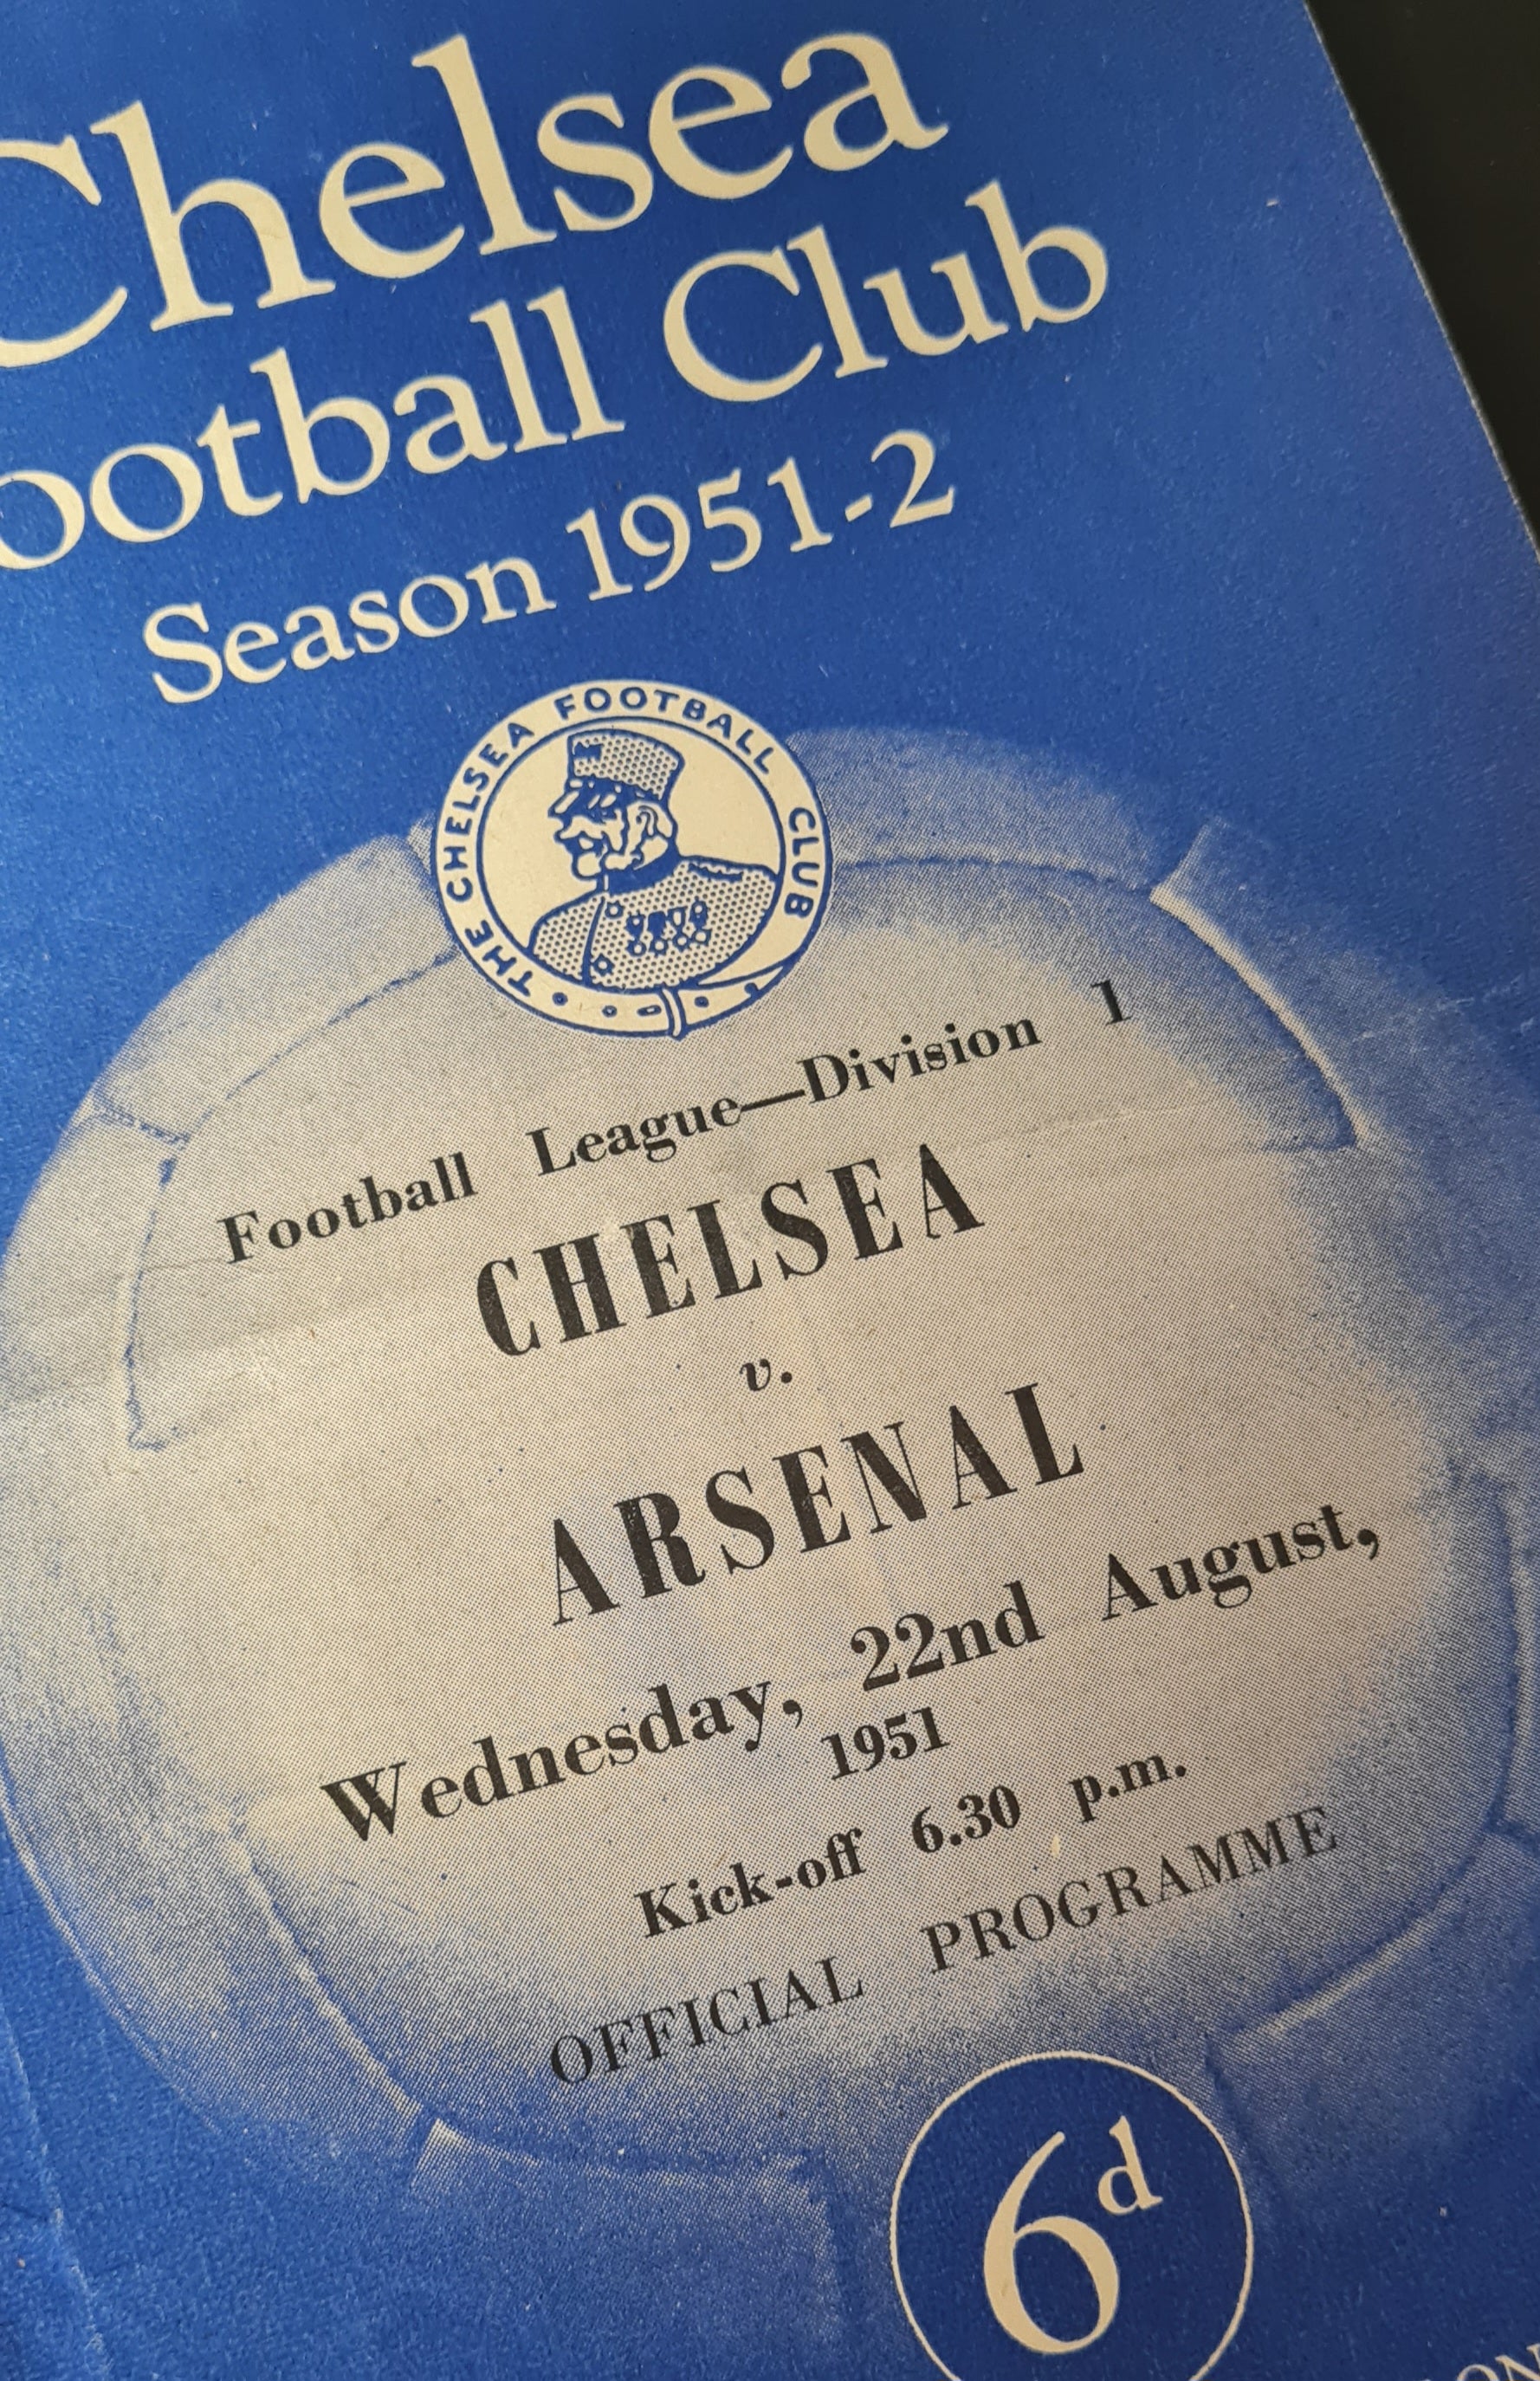 Chelsea
ootball Club
Season 1951-2
THE CHELSEA FOOTBALL CLUB
Football League—Division 1
CHELSEA
v.
ARSENAL
Wednesday, 22nd August,
1951
Kick-off 6.30 p.m.
OFFICIAL PROGRAMME
6d